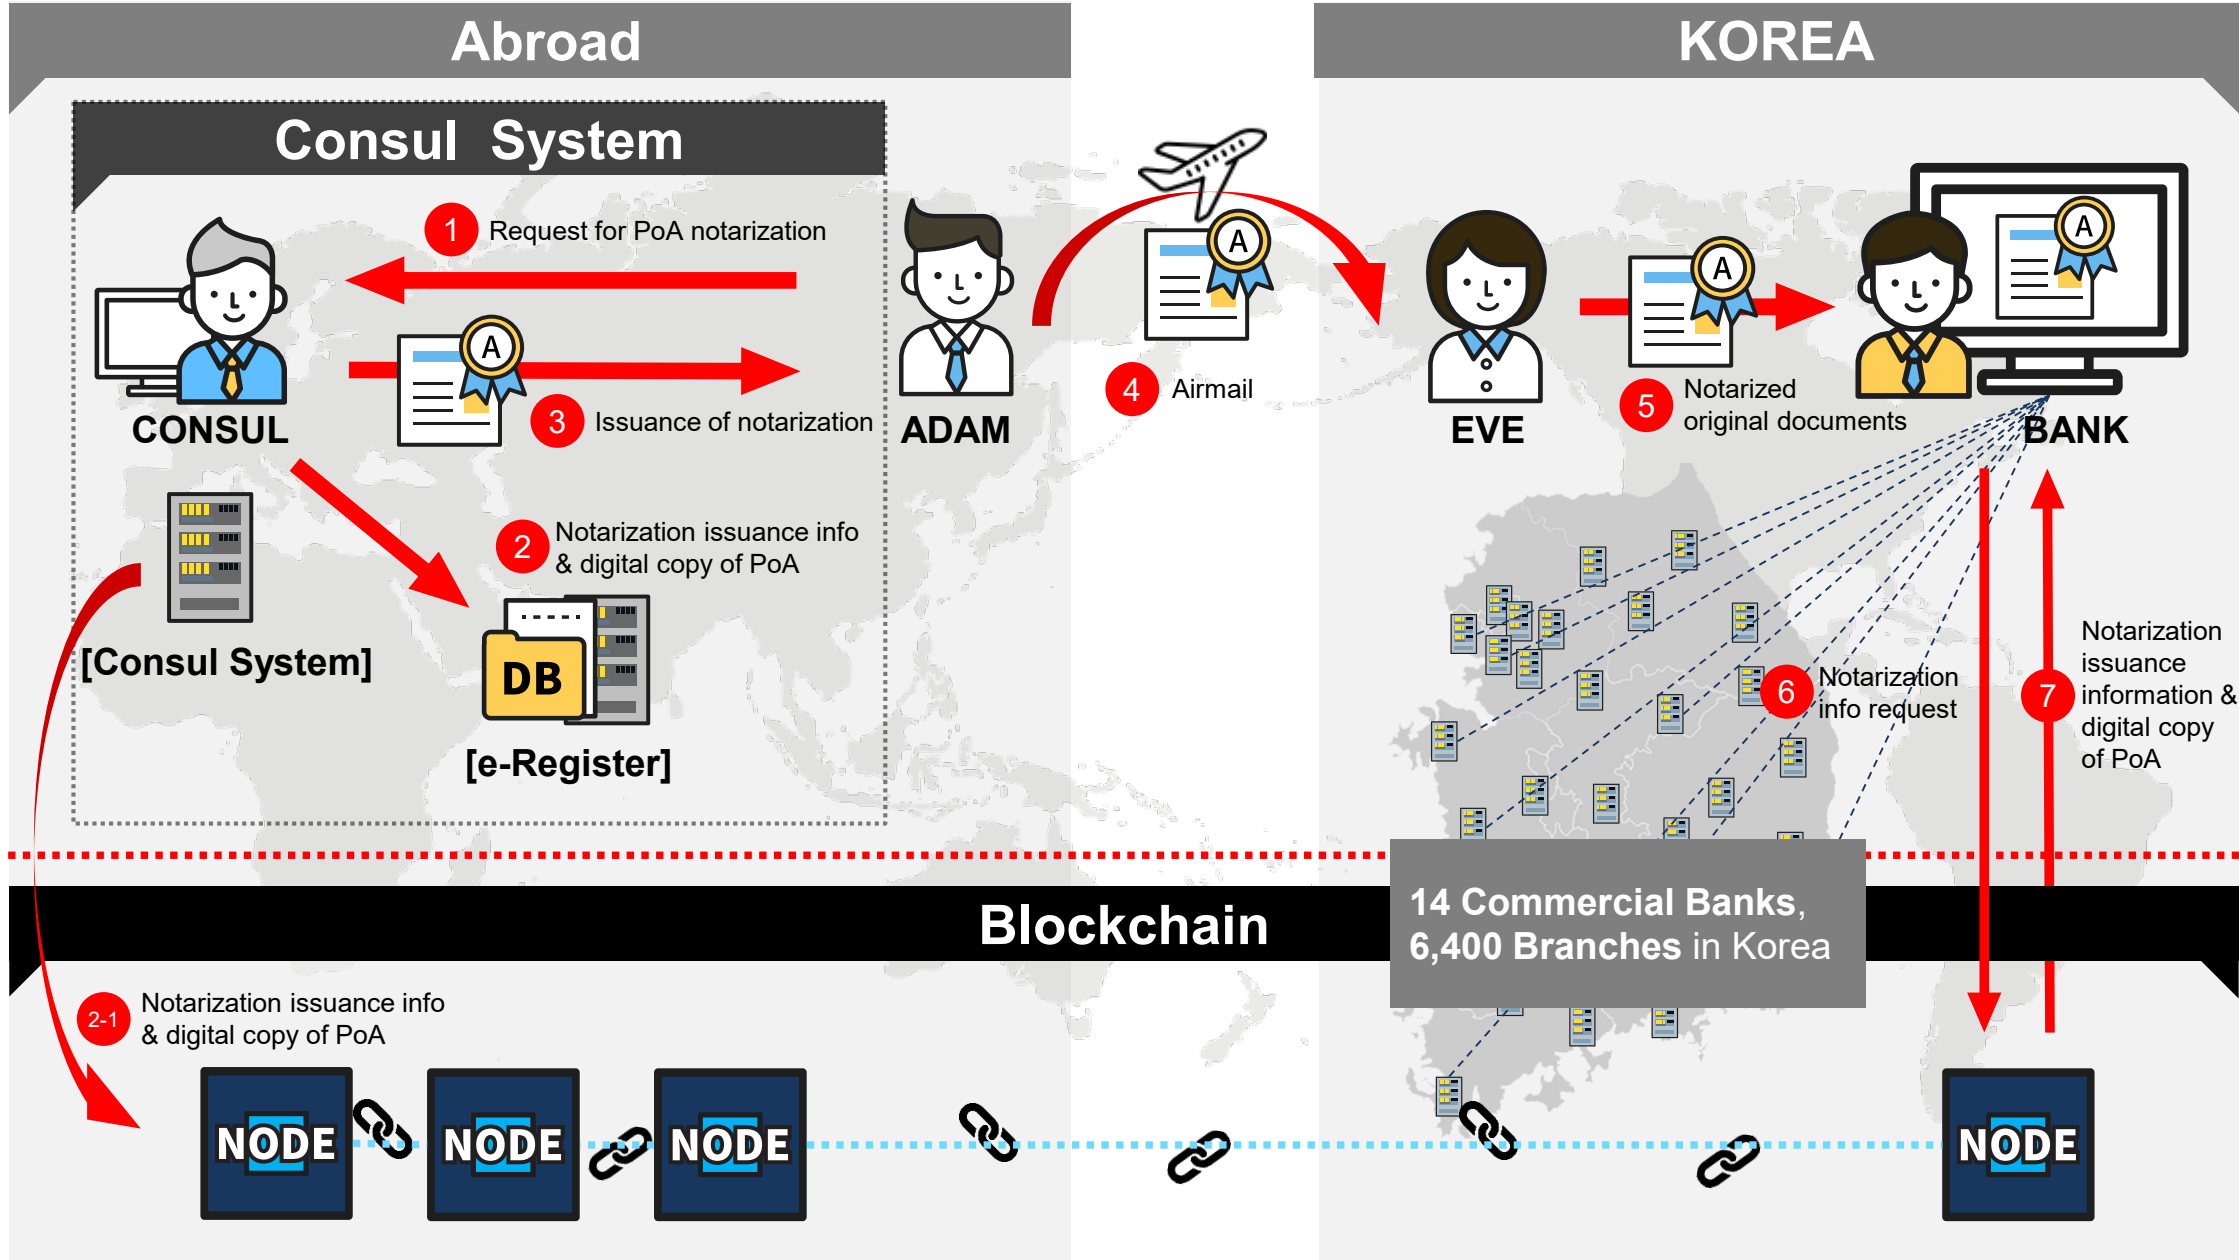 Abroad
KOREA
Consul System
1
Request for PoA notarization
A
3
Issuance of notarization
CONSUL
ADAM
2
Notarization issuance info
& digital copy of PoA
[Consul System]
DB
[e-Register]
A
4
Airmail
EVE
A
5
Notarized
original documents
A
BANK
6
Notarization
info request
7
Notarization
issuance
information &
digital copy
of PoA
Blockchain
14 Commercial Banks,
6,400 Branches in Korea
2-1
Notarization issuance info
& digital copy of PoA
NODE
NODE
NODE
NODE